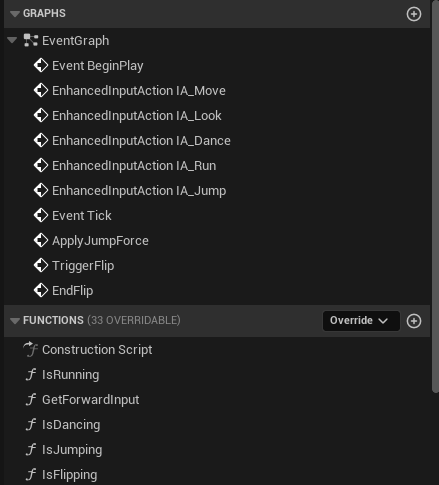 GRAPHS
EventGraph
Event BeginPlay
EnhancedInputAction IA_Move
EnhancedInputAction IA_Look
EnhancedInputAction IA_Dance
EnhancedInputAction IA_Run
EnhancedInputAction IA_Jump
Event Tick
ApplyJumpForce
TriggerFlip
EndFlip
FUNCTIONS (33 OVERRIDABLE) Override
Construction Script
IsRunning
GetForwardInput
IsDancing
IsJumping
IsFlipping